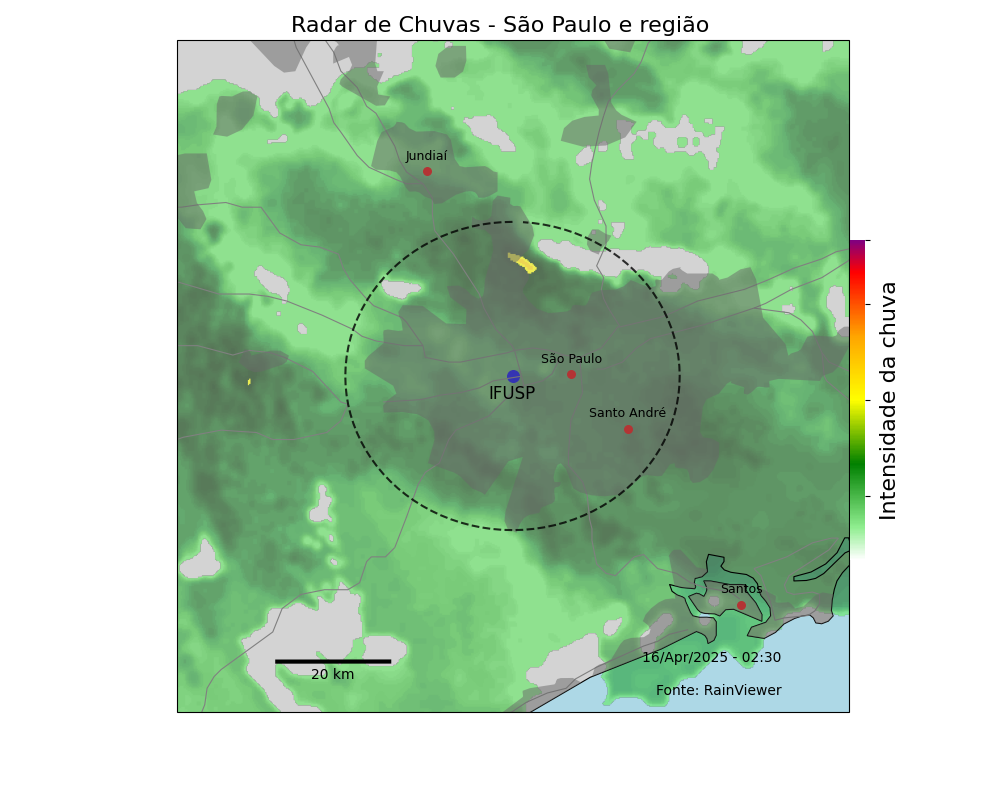 Radar de Chuvas - São Paulo e região
Jundiaí
São Paulo
IFUSP
Santo André
Intensidade da chuva
Santos
16/Apr/2025 - 02:30
20 km
Fonte: RainViewer